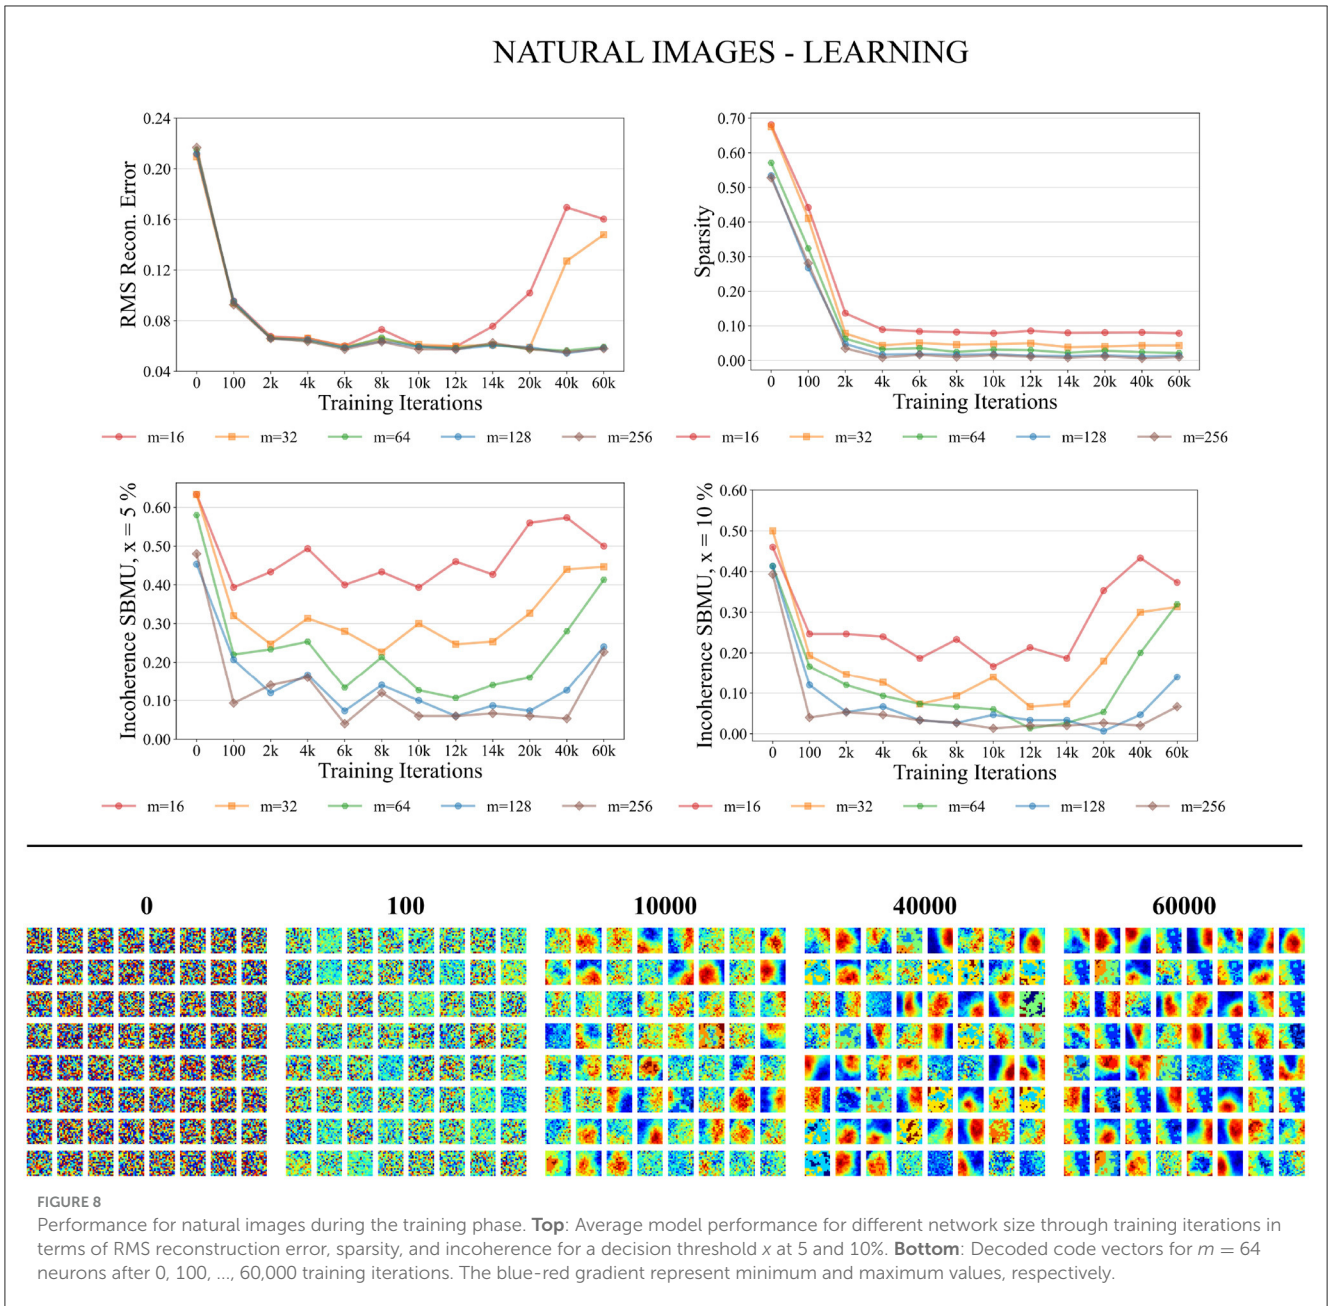 NATURAL IMAGES - LEARNING
RMS Recon. Error
0.24
0.20
0.16
0.12
0.08
0.04
0 100 2k 4k 6k 8k 10k 12k 14k 20k 40k 60k
Training Iterations
m=16 m=32 m=64 m=128 m=256
Sparsity
0.70
0.60
0.50
0.40
0.30
0.20
0.10
0.00
0 100 2k 4k 6k 8k 10k 12k 14k 20k 40k 60k
Training Iterations
m=16 m=32 m=64 m=128 m=256
Incoherence SBMU, x = 5 %
0.60
0.50
0.40
0.30
0.20
0.10
0.00
0 100 2k 4k 6k 8k 10k 12k 14k 20k 40k 60k
Training Iterations
m=16 m=32 m=64 m=128 m=256
Incoherence SBMU, x = 10 %
0.60
0.50
0.40
0.30
0.20
0.10
0.00
0 100 2k 4k 6k 8k 10k 12k 14k 20k 40k 60k
Training Iterations
m=16 m=32 m=64 m=128 m=256
0 100 10000 40000 60000
FIGURE 8
Performance for natural images during the training phase. Top: Average model performance for different network size through training iterations in
terms of RMS reconstruction error, sparsity, and incoherence for a decision threshold x at 5 and 10%. Bottom: Decoded code vectors for m = 64
neurons after 0, 100, ..., 60,000 training iterations. The blue-red gradient represent minimum and maximum values, respectively.